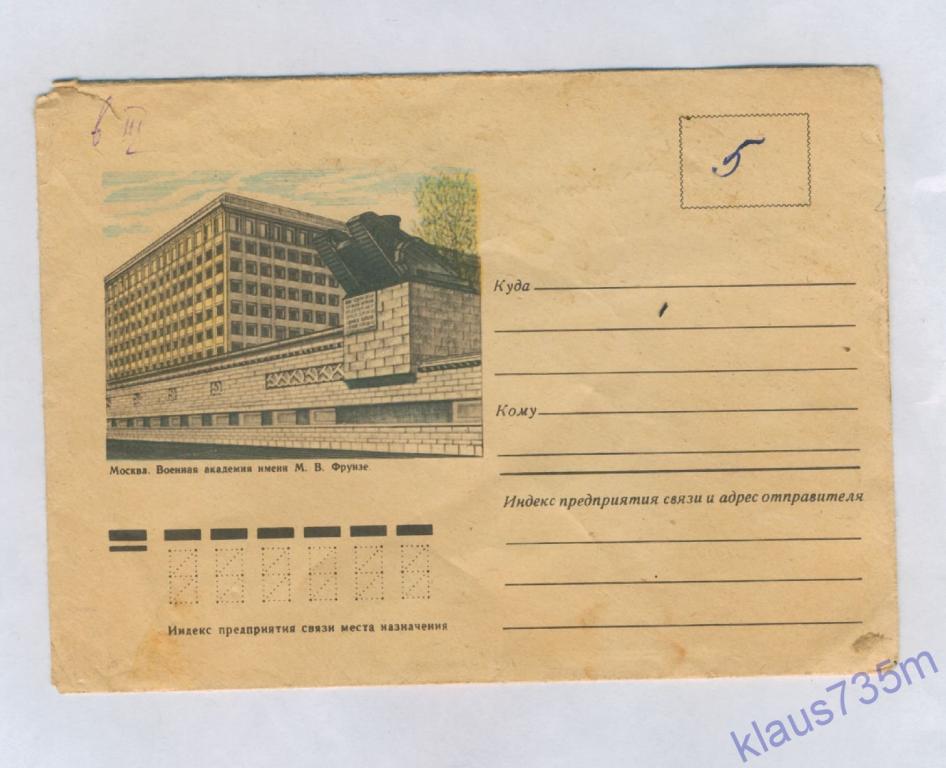 в III
5
Куда
Кому
Москва. Военная академия имени М. В. Фрунзе.
Индекс предприятия связи и адрес отправителя
Индекс предприятия связи места назначения
klaus735m